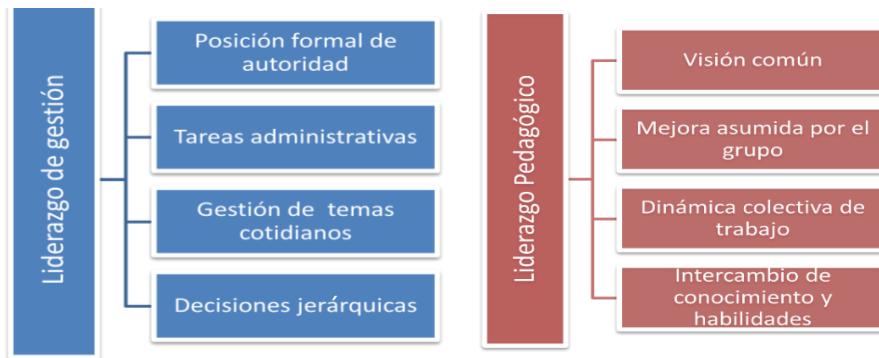 Liderazgo de gestión
Posición formal de
autoridad
Tareas administrativas
Gestión de temas
cotidianos
Decisiones jerárquicas
Liderazgo Pedagógico
Visión común
Mejora asumida por el
grupo
Dinámica colectiva de
trabajo
Intercambio de
conocimiento y
habilidades